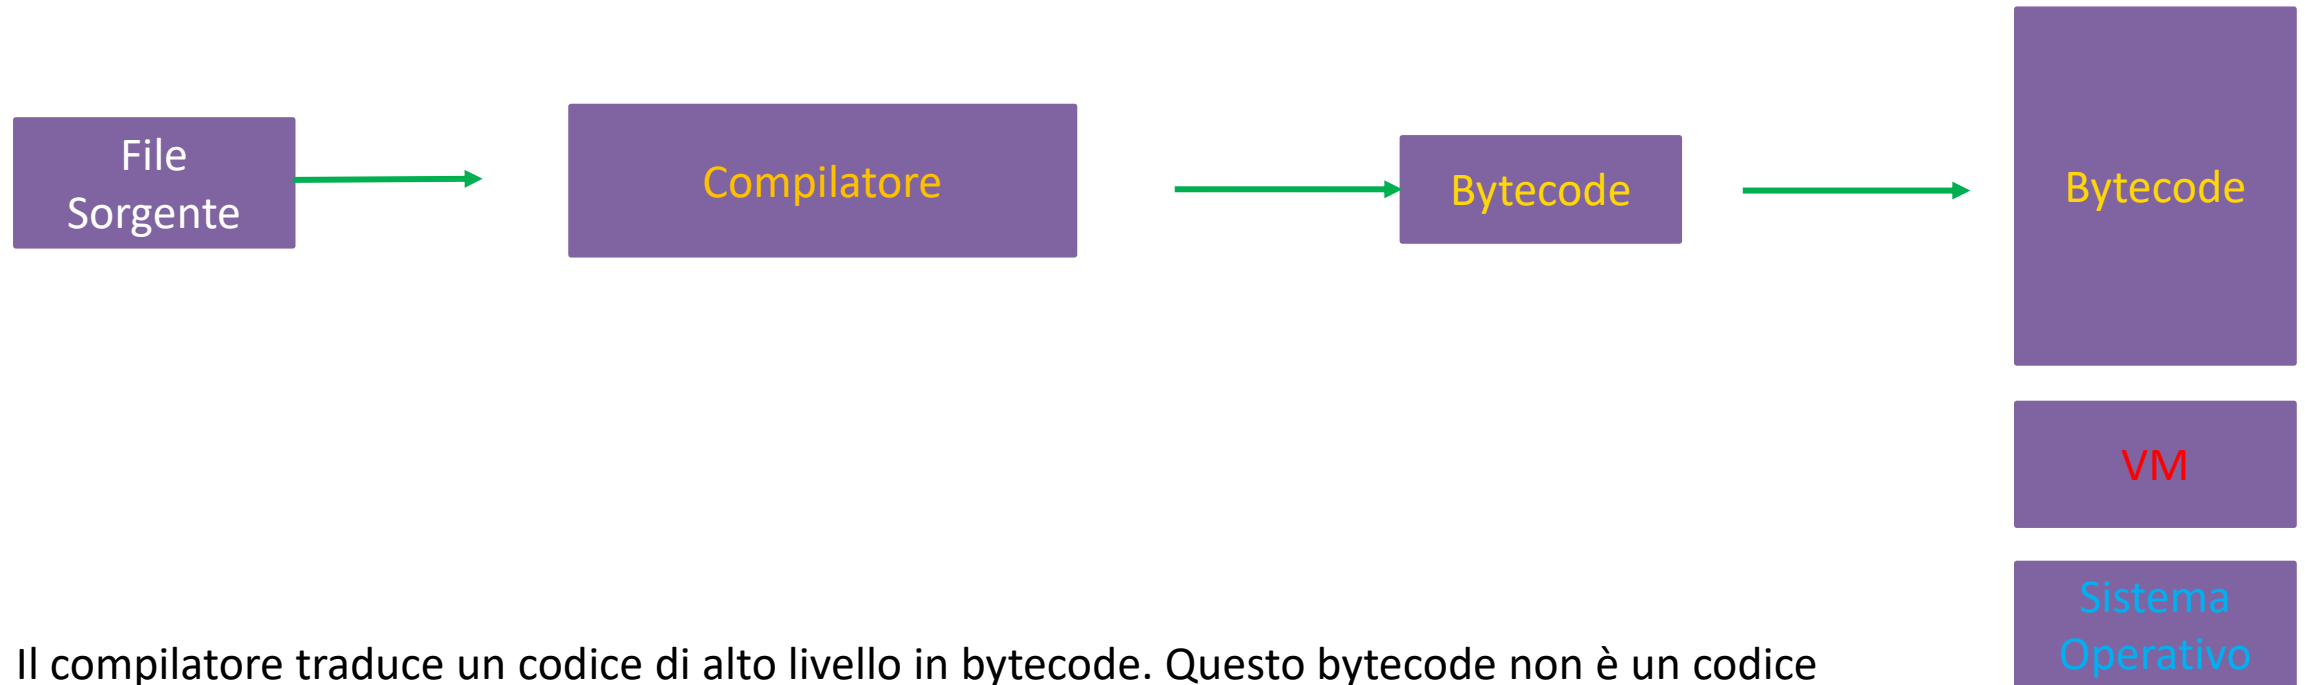 File
Sorgente
Compilatore
Bytecode
Bytecode
VM
Sistema
Operativo
Il compilatore traduce un codice di alto livello in bytecode. Questo bytecode non è un codice